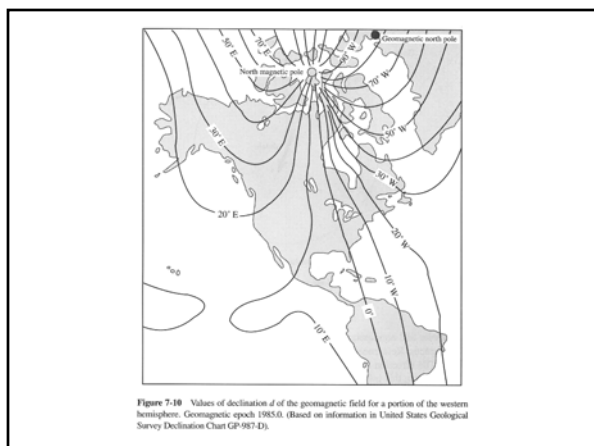 Geomagnetic north pole
50° E
70° E
90° W
North magnetic pole
70° W
50° W
30° E
30° W
20° E
20° W
10° W
0°
10° E
Figure 7-10 Values of declination d of the geomagnetic field for a portion of the western
hemisphere. Geomagnetic epoch 1985.0. (Based on information in United States Geological
Survey Declination Chart GP-987-D).